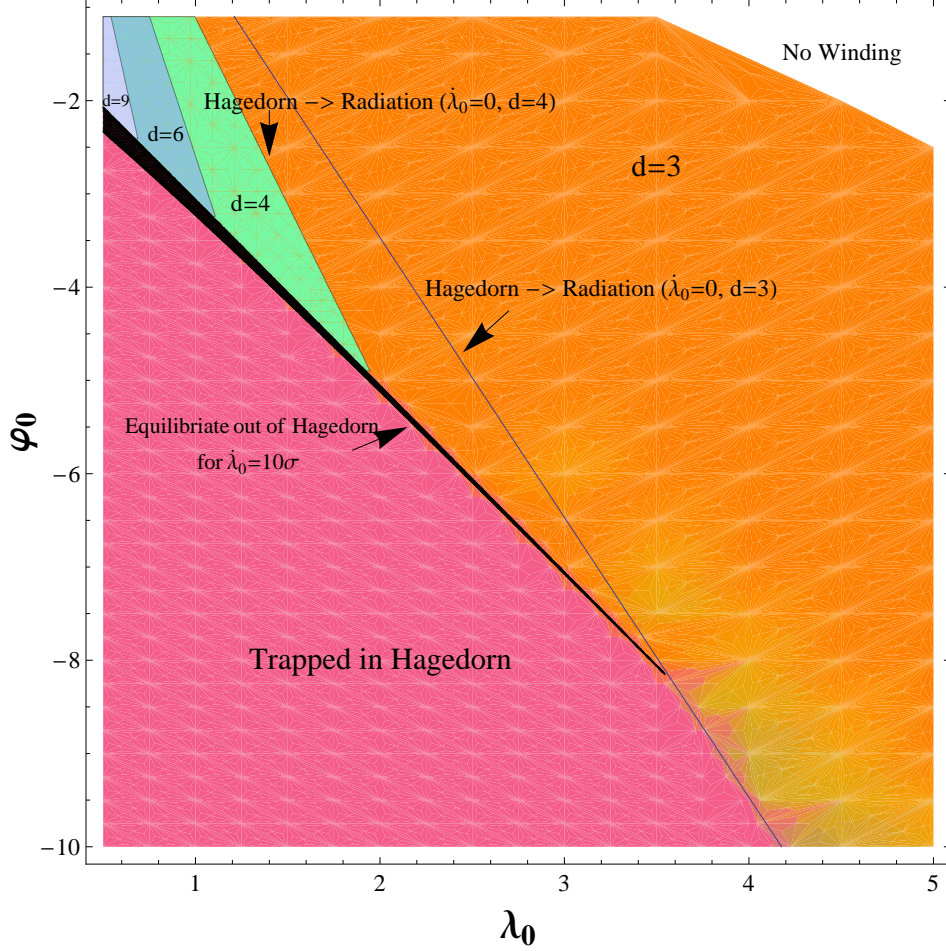 No Winding
−2
d=9
Hagedorn −> Radiation (λ̇₀=0, d=4)
d=6
d=3
d=4
−4
Hagedorn −> Radiation (λ̇₀=0, d=3)
φ₀
Equilibriate out of Hagedorn
for λ̇₀=10σ
−6
Trapped in Hagedorn
−8
−10
1
2
3
4
5
λ₀